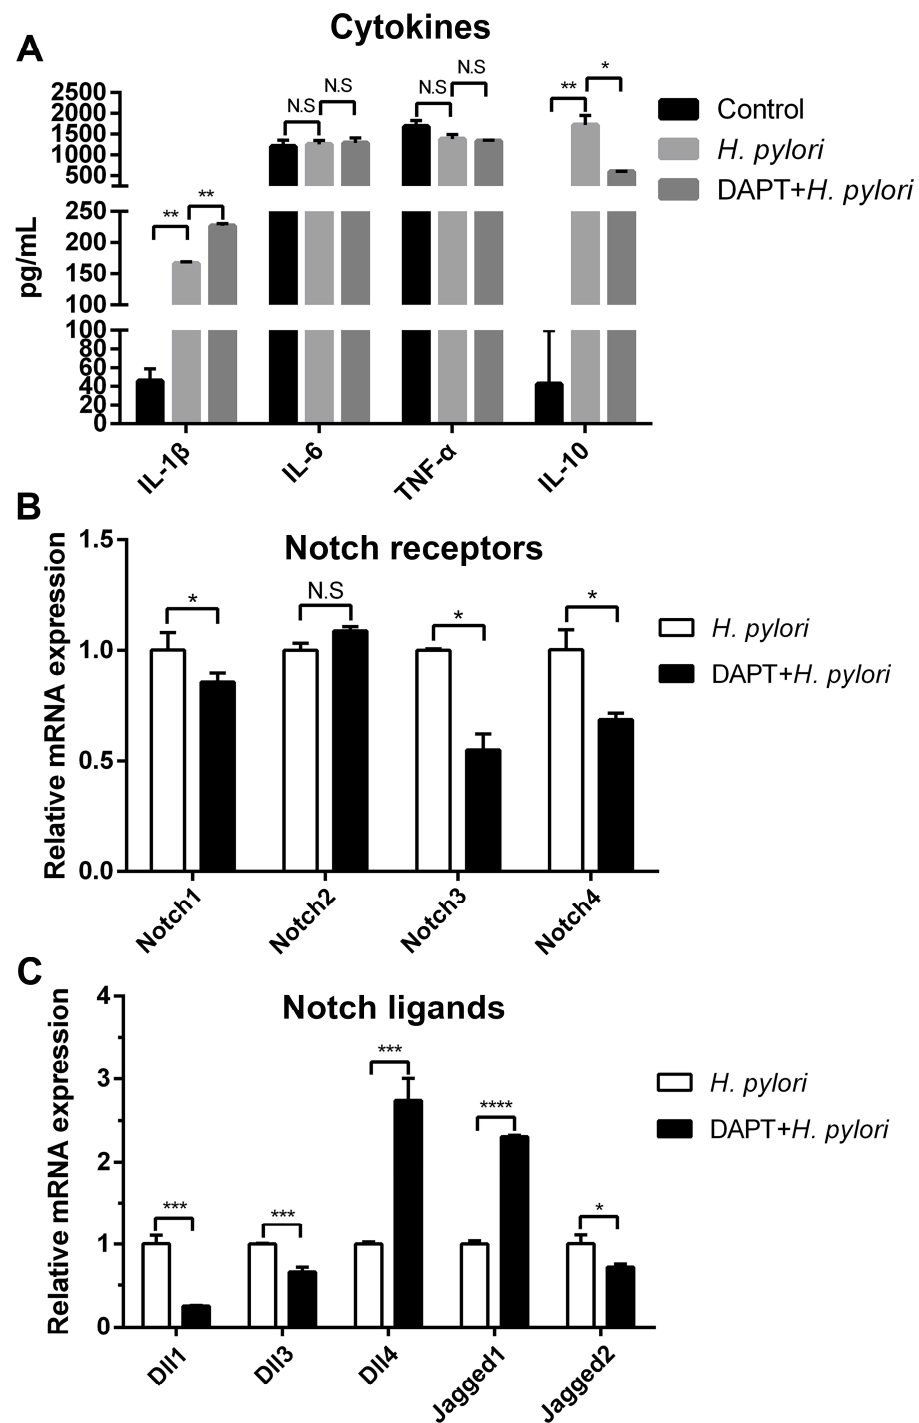 A
Cytokines
2500
2000
1500
1000
500
250
200
150
100
100
80
60
40
20
0
pg/mL
** ** N.S N.S N.S N.S ** *
IL-1β IL-6 TNF-α IL-10
Control
H. pylori
DAPT+H. pylori
B
Notch receptors
Relative mRNA expression
1.5
1.0
0.5
0.0
* N.S * *
Notch1 Notch2 Notch3 Notch4
H. pylori
DAPT+H. pylori
C
Notch ligands
Relative mRNA expression
4
3
2
1
0
*** *** *** **** *
Dll1 Dll3 Dll4 Jagged1 Jagged2
H. pylori
DAPT+H. pylori